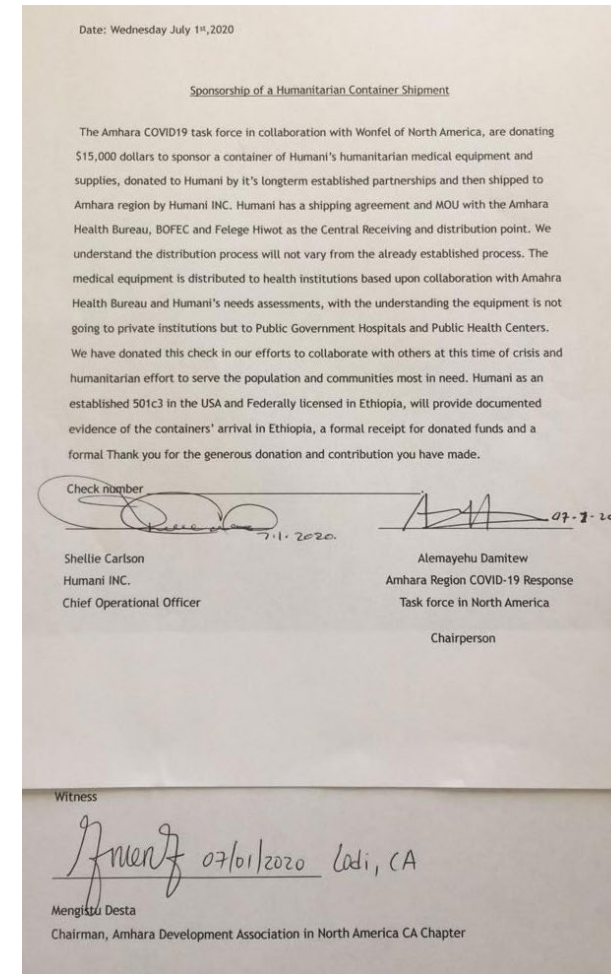 Date: Wednesday July 1st,2020
Sponsorship of a Humanitarian Container Shipment
The Amhara COVID19 task force in collaboration with Wonfel of North America, are donating
$15,000 dollars to sponsor a container of Humani's humanitarian medical equipment and
supplies, donated to Humani by it's longterm established partnerships and then shipped to
Amhara region by Humani INC. Humani has a shipping agreement and MOU with the Amhara
Health Bureau, BOFEC and Felege Hiwot as the Central Receiving and distribution point. We
understand the distribution process will not vary from the already established process. The
medical equipment is distributed to health institutions based upon collaboration with Amahra
Health Bureau and Humani's needs assessments, with the understanding the equipment is not
going to private institutions but to Public Government Hospitals and Public Health Centers.
We have donated this check in our efforts to collaborate with others at this time of crisis and
humanitarian effort to serve the population and communities most in need. Humani as an
established 501c3 in the USA and Federally licensed in Ethiopia, will provide documented
evidence of the containers' arrival in Ethiopia, a formal receipt for donated funds and a
formal Thank you for the generous donation and contribution you have made.
Check number
7.1. 2020.
Shellie Carlson
Humani INC.
Chief Operational Officer
Alemayehu Damitew
Amhara Region COVID-19 Response
Task force in North America
Chairperson
Witness
07/01/2020 Lodi, CA
Mengistu Desta
Chairman, Amhara Development Association in North America CA Chapter